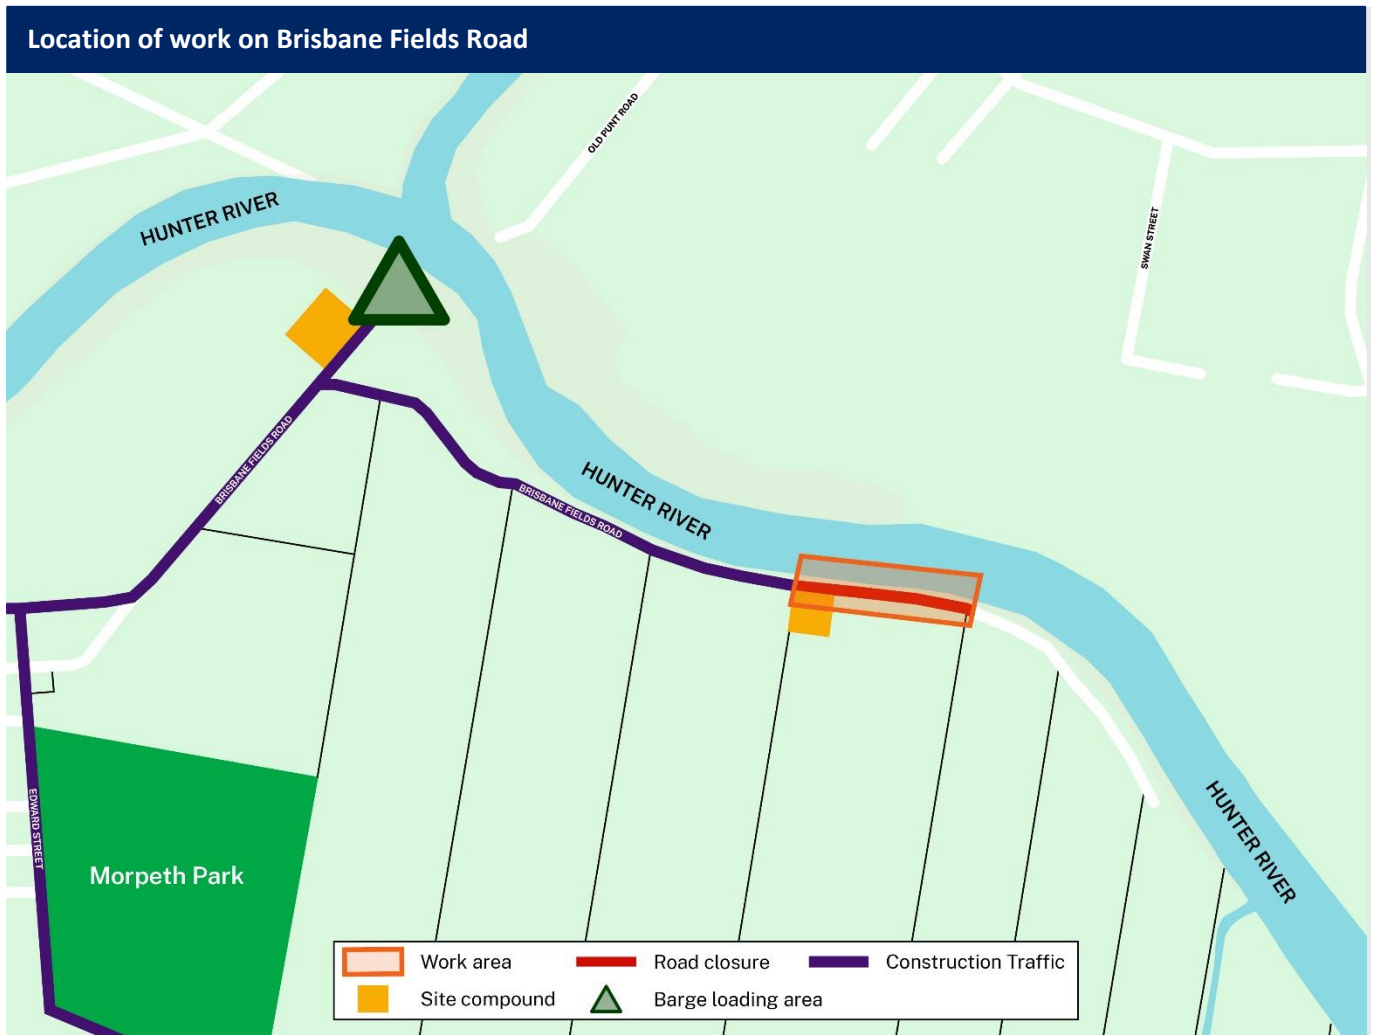 Location of work on Brisbane Fields Road
OLD PUNT ROAD
HUNTER RIVER
SWAN STREET
BRISBANE FIELDS ROAD
HUNTER RIVER
BRISBANE FIELDS ROAD
EDWARD STREET
HUNTER RIVER
Morpeth Park
Work area
Road closure
Construction Traffic
Site compound
Barge loading area